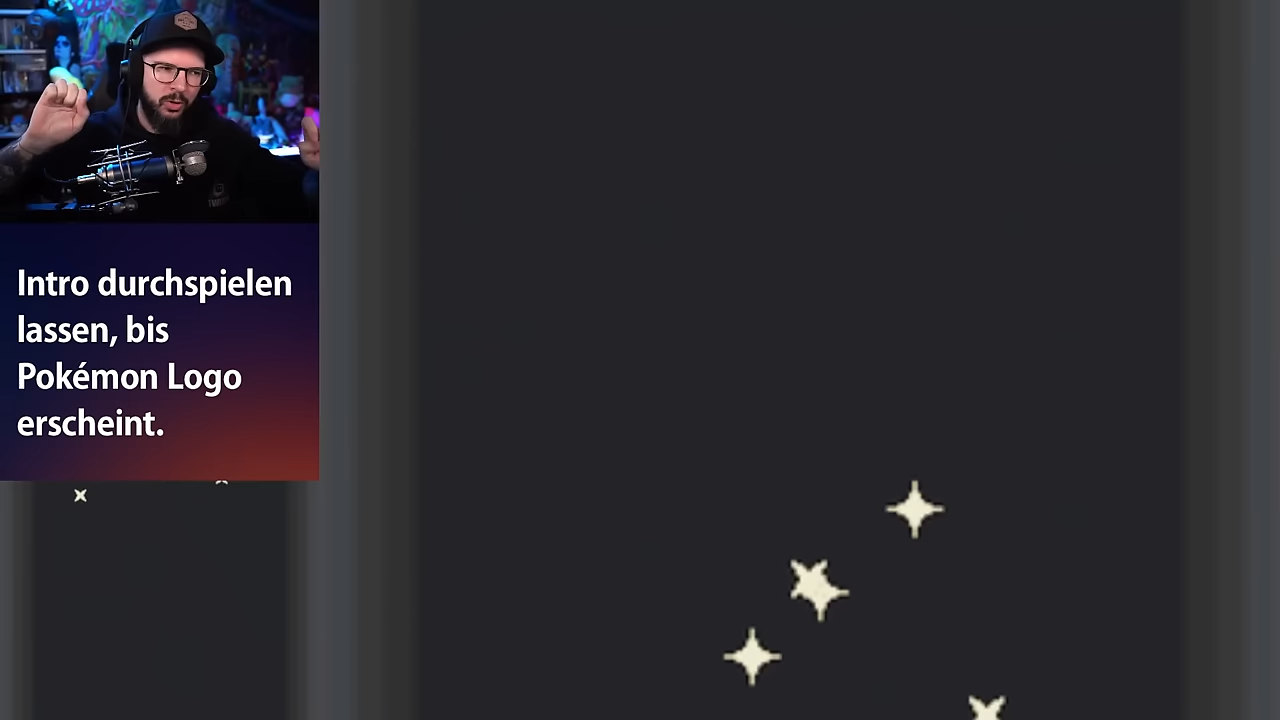 Intro durchspielen
lassen, bis
Pokémon Logo
erscheint.